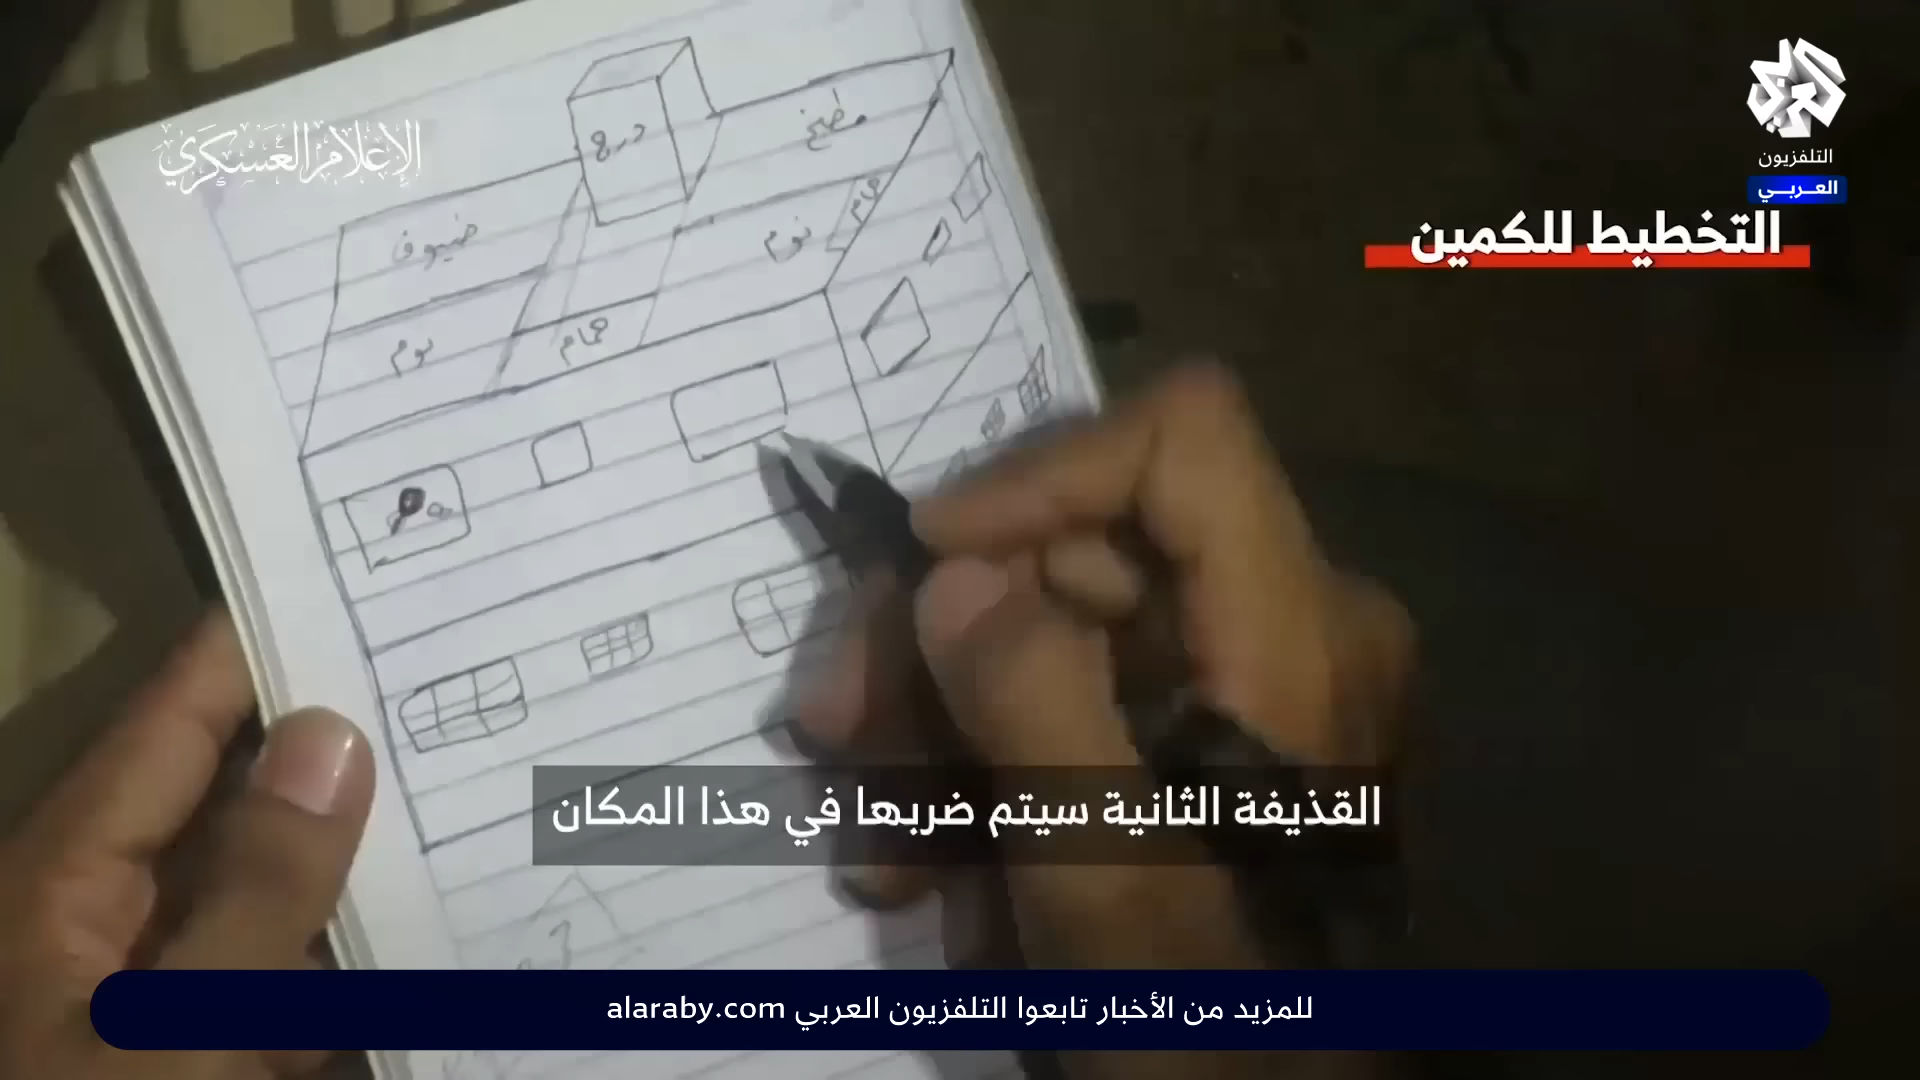 الإعلام العسكري
التلفزيون
العربي
التخطيط للكمين
درج
مطبخ
ضيوف
نوم
حمام
نوم
حمام
القذيفة الثانية سيتم ضربها في هذا المكان
للمزيد من الأخبار تابعوا التلفزيون العربي alaraby.com